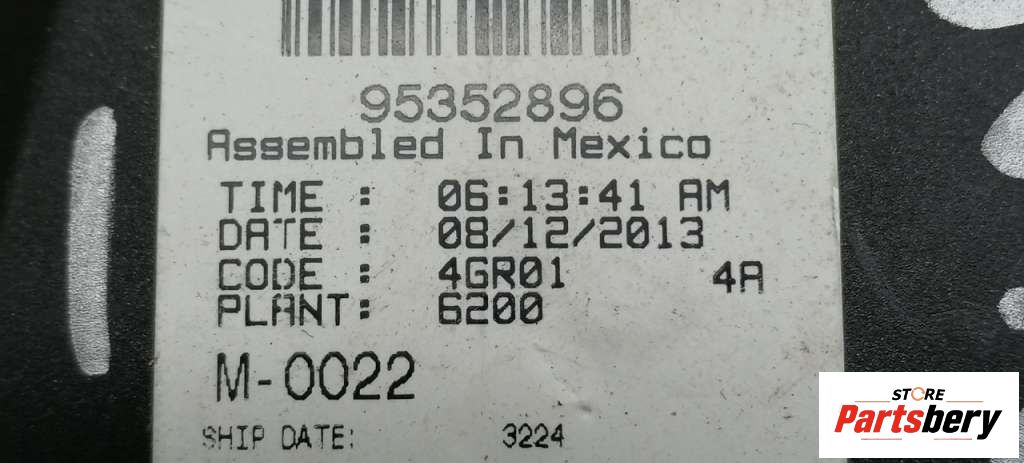 95352896
Assembled In Mexico
TIME : 06:13:41 AM
DATE : 08/12/2013
CODE : 4GR01 4A
PLANT: 6200
M-0022
SHIP DATE: 3224
STORE
Partsbery